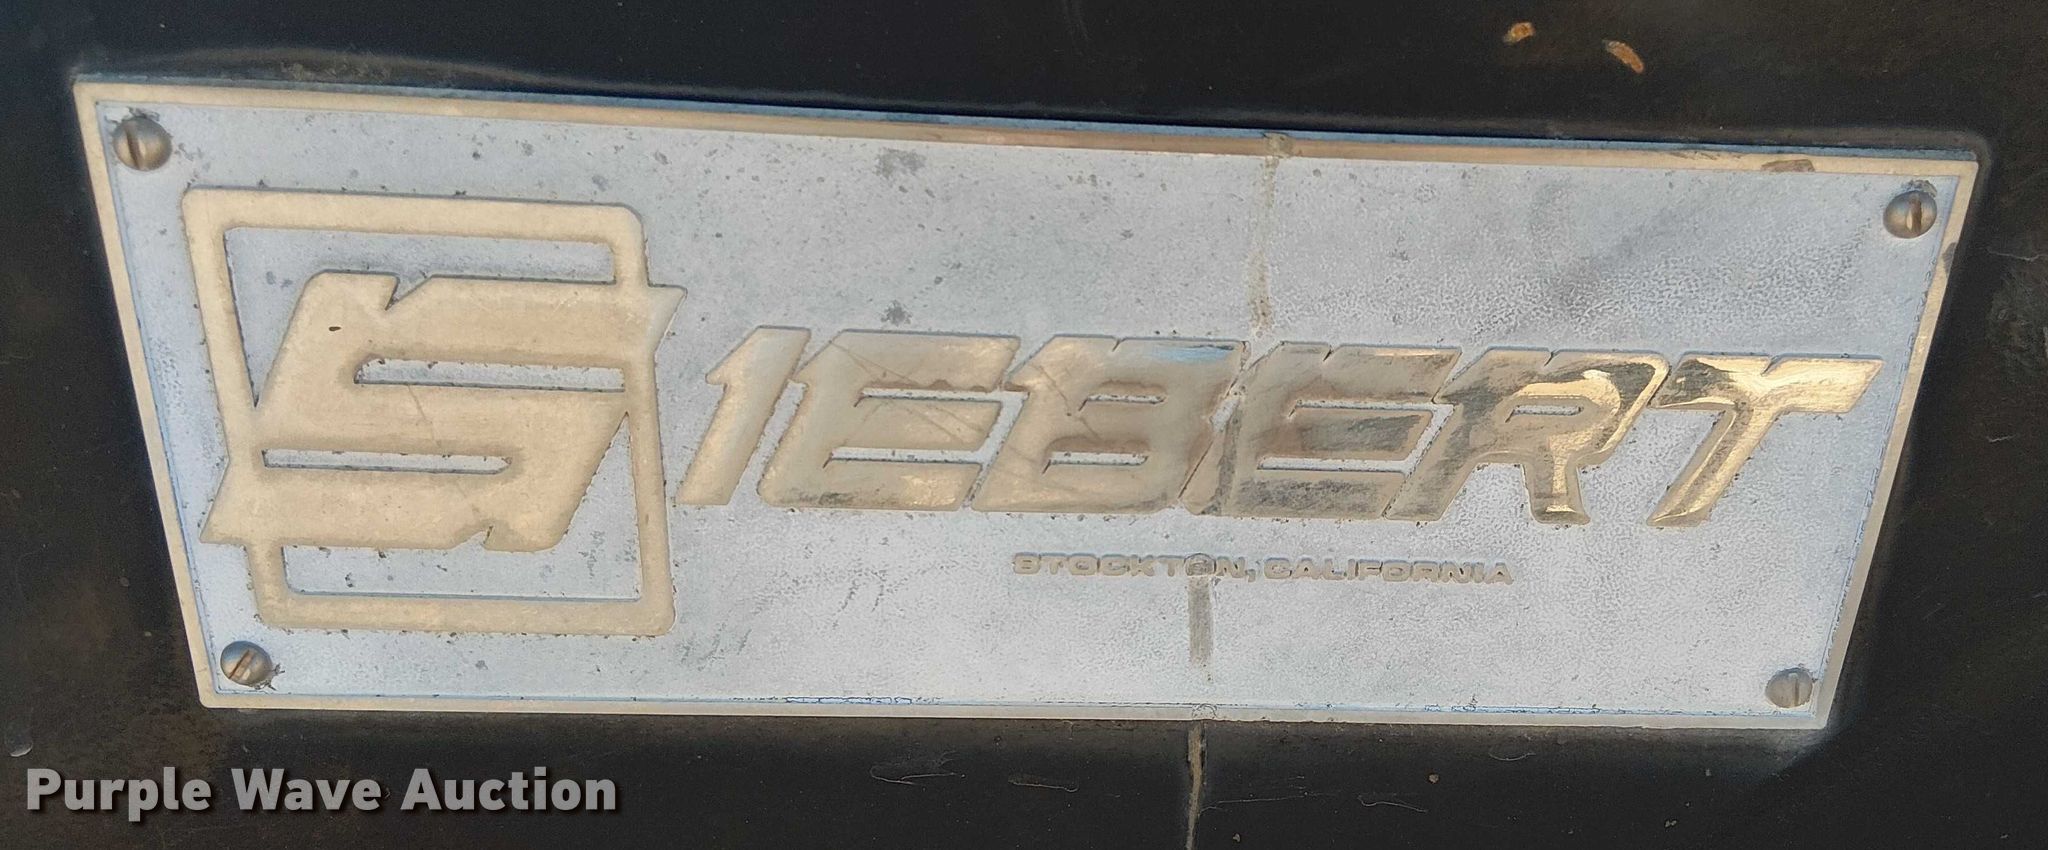 SIEBERT
STOCKTON, CALIFORNIA
Purple Wave Auction